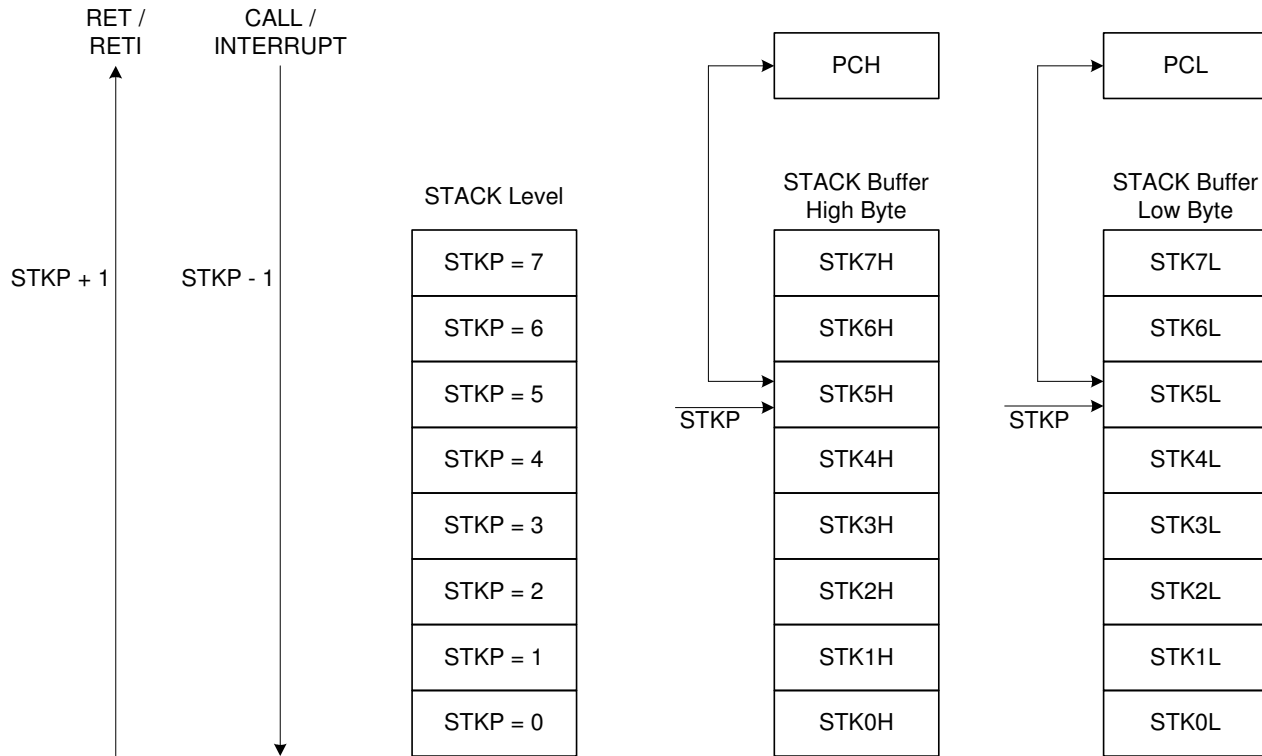 RET /
RETI
CALL /
INTERRUPT
PCH
PCL
STACK Level
STACK Buffer
High Byte
STACK Buffer
Low Byte
STKP + 1
STKP - 1
STKP = 7
STK7H
STK7L
STKP = 6
STK6H
STK6L
STKP = 5
STK5H
STK5L
STKP
STKP
STKP = 4
STK4H
STK4L
STKP = 3
STK3H
STK3L
STKP = 2
STK2H
STK2L
STKP = 1
STK1H
STK1L
STKP = 0
STK0H
STK0L